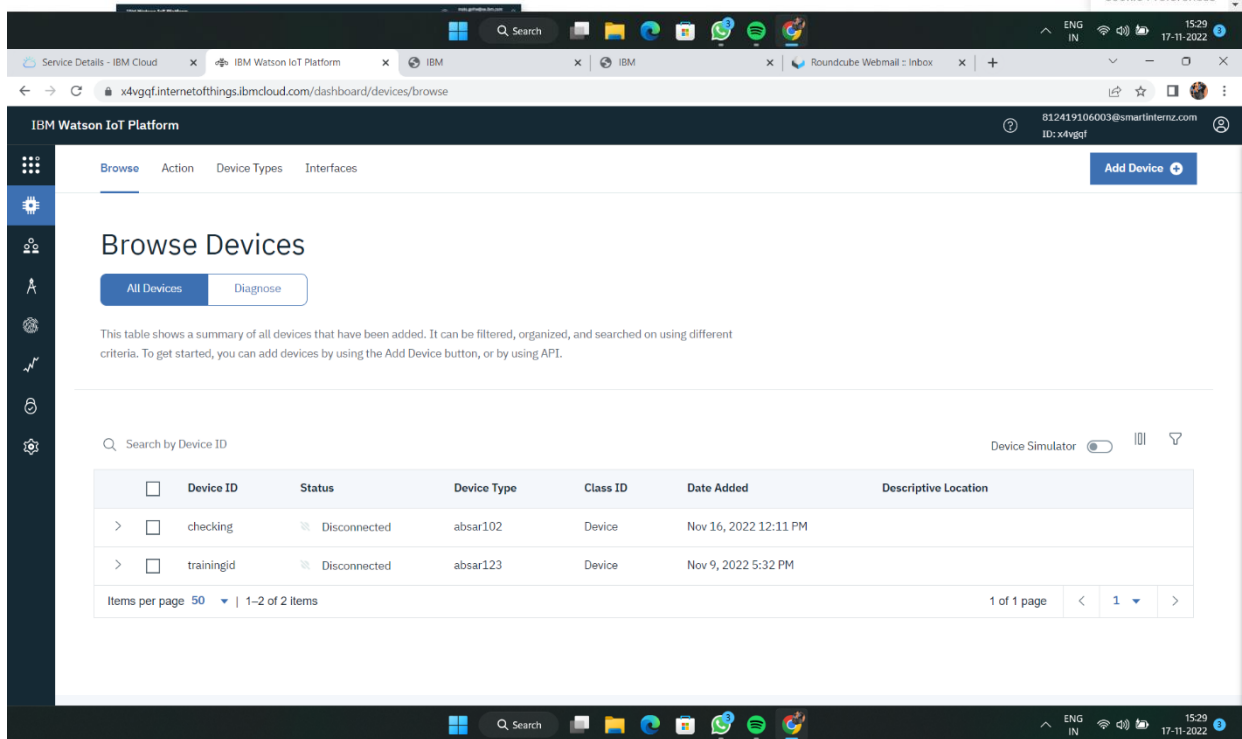 Search
ENG
IN
15:29
17-11-2022
3
Service Details - IBM Cloud
IBM Watson IoT Platform
IBM
IBM
Roundcube Webmail :: Inbox
x4vgqf.internetofthings.ibmcloud.com/dashboard/devices/browse
IBM Watson IoT Platform
812419106003@smartinternz.com
ID: x4vgqf
Browse Action Device Types Interfaces
Add Device
Browse Devices
All Devices Diagnose
This table shows a summary of all devices that have been added. It can be filtered, organized, and searched on using different
criteria. To get started, you can add devices by using the Add Device button, or by using API.
Search by Device ID
Device Simulator
Device ID Status Device Type Class ID Date Added Descriptive Location
checking Disconnected absar102 Device Nov 16, 2022 12:11 PM
trainingid Disconnected absar123 Device Nov 9, 2022 5:32 PM
Items per page 50 | 1–2 of 2 items
1 of 1 page
1
Search
ENG
IN
15:29
17-11-2022
3